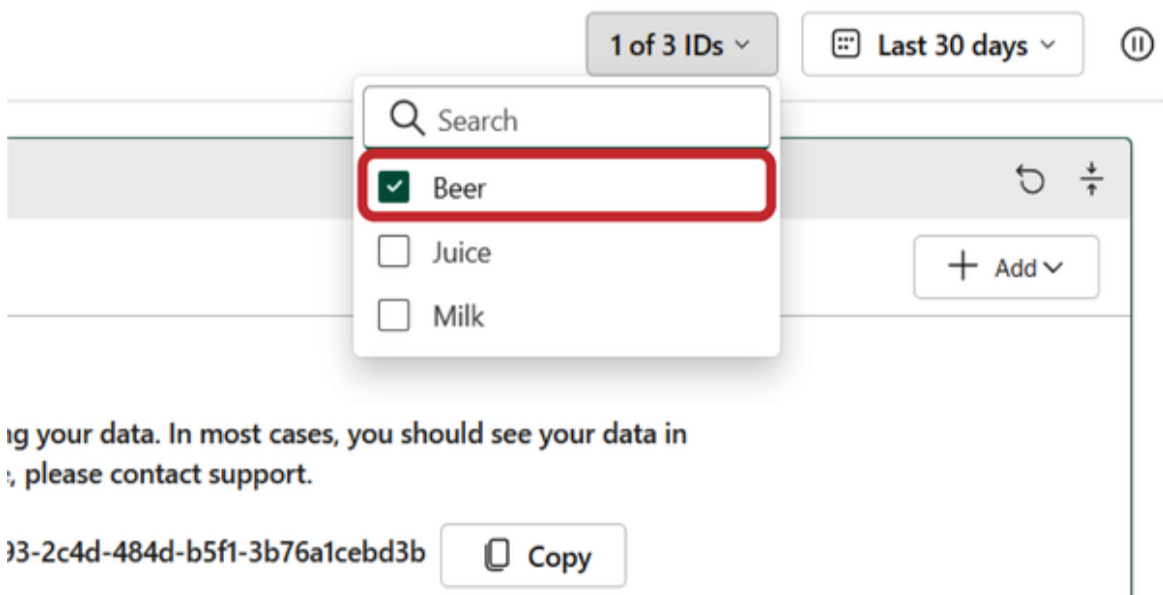 1 of 3 IDs
Last 30 days
Search
Beer
Juice
Milk
Add
your data. In most cases, you should see your data in
, please contact support.
93-2c4d-484d-b5f1-3b76a1cebd3b
Copy